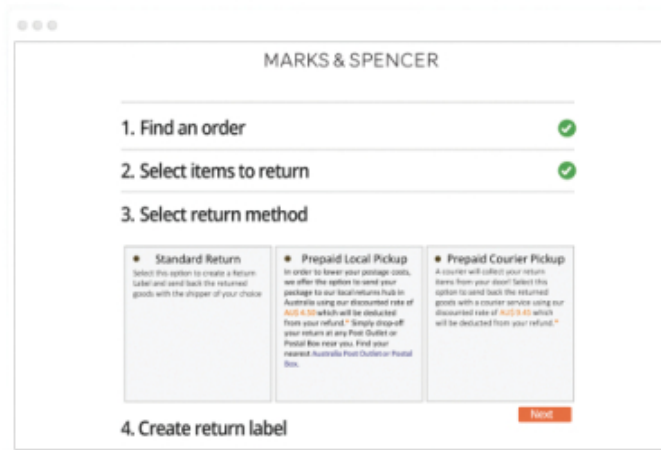 MARKS & SPENCER
1. Find an order
2. Select items to return
3. Select return method
Standard Return
Select this option to create a Return
Label and send back the returned
goods with the shipper of your choice
Prepaid Local Pickup
In order to lower your postage costs,
we offer the option to send your
package to our local returns hub in
Australia using our discounted rate of
AU$ 4.50 which will be deducted
from your refund.* Simply drop-off
your return at any Post Outlet or
Postal Box near you. Find your
nearest Australia Post Outlet or Postal
Box.
Prepaid Courier Pickup
A courier will collect your return
items from your door! Select this
option to send back the returned
goods with a courier service using our
discounted rate of AU$ 9.45 which
will be deducted from your refund.*
Next
4. Create return label